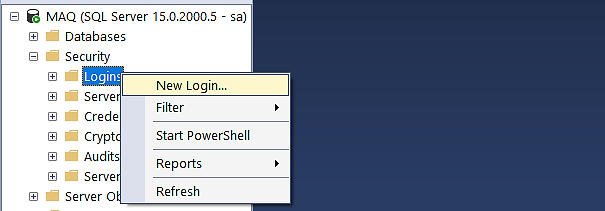 MAQ (SQL Server 15.0.2000.5 - sa)
Databases
Security
Logins
New Login...
Server
Filter
Crede
Start PowerShell
Crypto
Audits
Reports
Server
Refresh
Server Ob